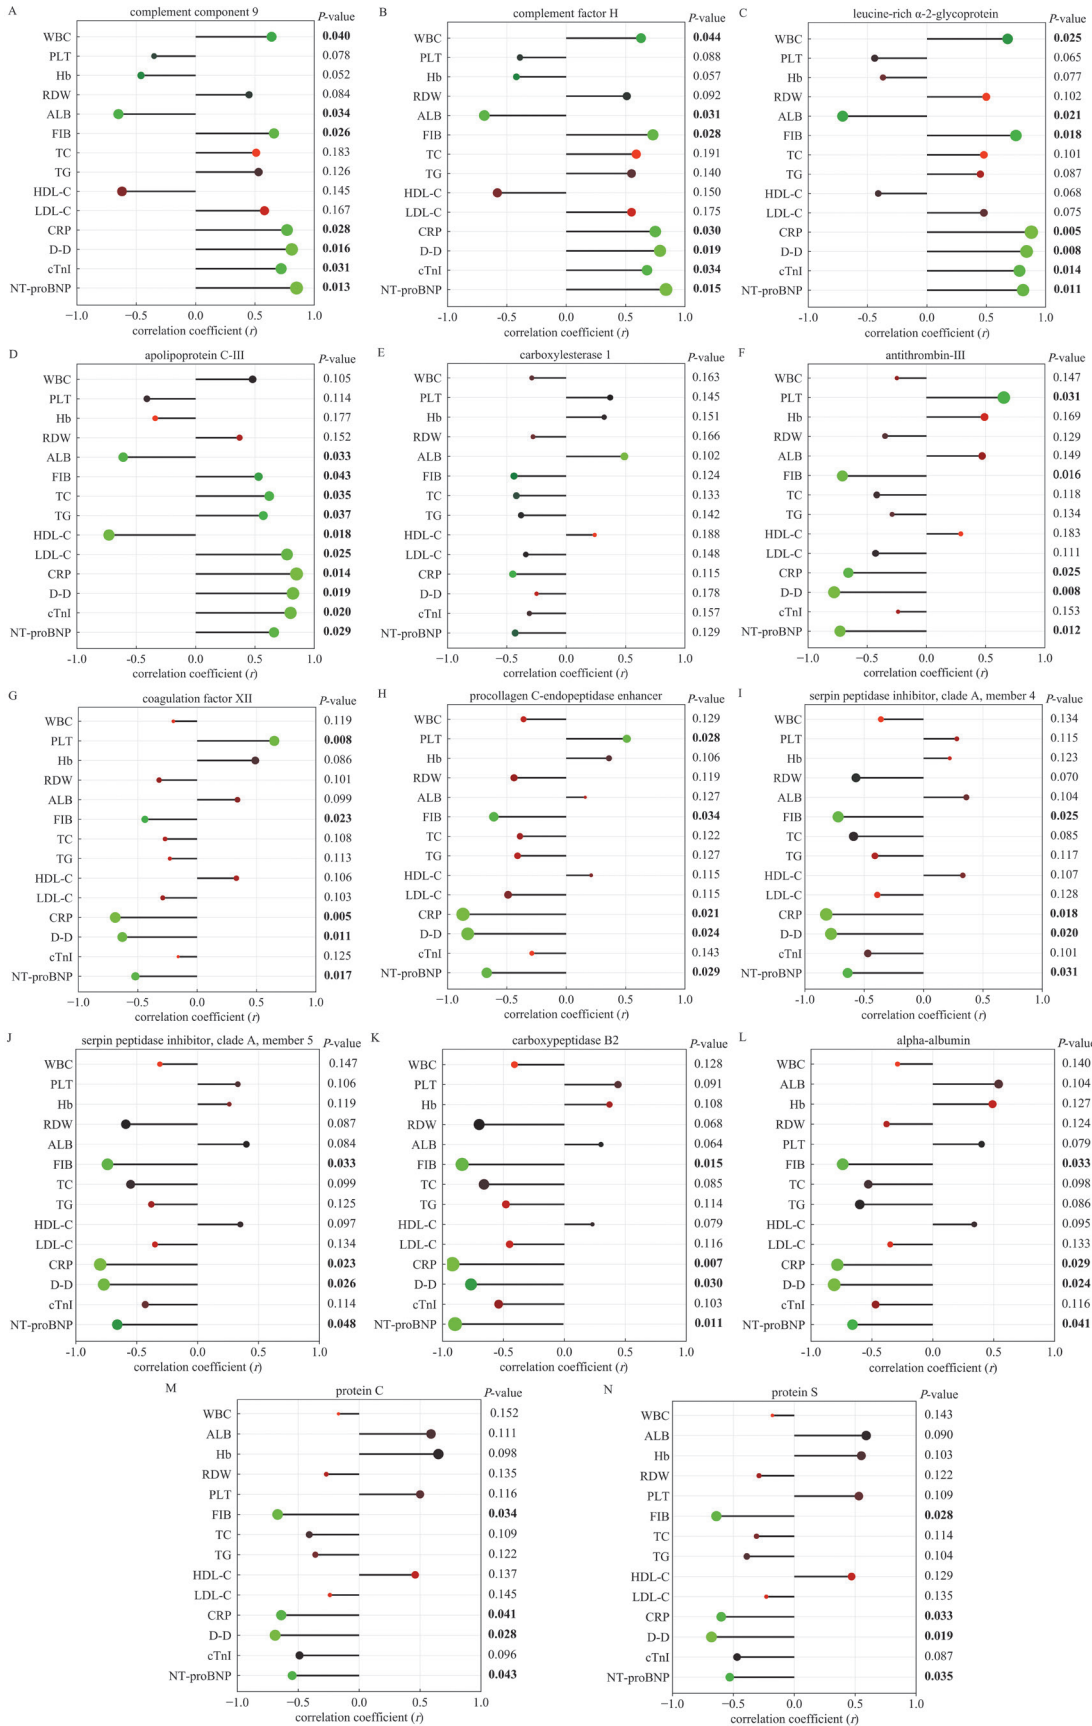 A
complement component 9
P-value
WBC 0.040
PLT 0.078
Hb 0.052
RDW 0.084
ALB 0.034
FIB 0.026
TC 0.183
TG 0.126
HDL-C 0.145
LDL-C 0.167
CRP 0.028
D-D 0.016
cTnI 0.031
NT-proBNP 0.013
−1.0 −0.5 0.0 0.5 1.0
correlation coefficient (r)
B
complement factor H
P-value
WBC 0.044
PLT 0.088
Hb 0.057
RDW 0.092
ALB 0.031
FIB 0.028
TC 0.191
TG 0.140
HDL-C 0.150
LDL-C 0.175
CRP 0.030
D-D 0.019
cTnI 0.034
NT-proBNP 0.015
−1.0 −0.5 0.0 0.5 1.0
correlation coefficient (r)
C
leucine-rich α-2-glycoprotein
P-value
WBC 0.025
PLT 0.065
Hb 0.077
RDW 0.102
ALB 0.021
FIB 0.018
TC 0.101
TG 0.087
HDL-C 0.068
LDL-C 0.075
CRP 0.005
D-D 0.008
cTnI 0.014
NT-proBNP 0.011
-1.0 -0.5 0.0 0.5 1.0
correlation coefficient (r)
D
apolipoprotein C-III
P-value
WBC 0.105
PLT 0.114
Hb 0.177
RDW 0.152
ALB 0.033
FIB 0.043
TC 0.035
TG 0.037
HDL-C 0.018
LDL-C 0.025
CRP 0.014
D-D 0.019
cTnI 0.020
NT-proBNP 0.029
-1.0 -0.5 0.0 0.5 1.0
correlation coefficient (r)
E
carboxylesterase 1
P-value
WBC 0.163
PLT 0.145
Hb 0.151
RDW 0.166
ALB 0.102
FIB 0.124
TC 0.133
TG 0.142
HDL-C 0.188
LDL-C 0.148
CRP 0.115
D-D 0.178
cTnI 0.157
NT-proBNP 0.129
-1.0 -0.5 0.0 0.5 1.0
correlation coefficient (r)
F
antithrombin-III
P-value
WBC 0.147
PLT 0.031
Hb 0.169
RDW 0.129
ALB 0.149
FIB 0.016
TC 0.118
TG 0.134
HDL-C 0.183
LDL-C 0.111
CRP 0.025
D-D 0.008
cTnI 0.153
NT-proBNP 0.012
-1.0 -0.5 0.0 0.5 1.0
correlation coefficient (r)
G
coagulation factor XII
P-value
WBC 0.119
PLT 0.008
Hb 0.086
RDW 0.101
ALB 0.099
FIB 0.023
TC 0.108
TG 0.113
HDL-C 0.106
LDL-C 0.103
CRP 0.005
D-D 0.011
cTnI 0.125
NT-proBNP 0.017
−1.0 −0.5 0.0 0.5 1.0
correlation coefficient (r)
H
procollagen C-endopeptidase enhancer
P-value
WBC 0.129
PLT 0.028
Hb 0.106
RDW 0.119
ALB 0.127
FIB 0.034
TC 0.122
TG 0.127
HDL-C 0.115
LDL-C 0.115
CRP 0.021
D-D 0.024
cTnI 0.143
NT-proBNP 0.029
−1.0 −0.5 0.0 0.5 1.0
correlation coefficient (r)
I
serpin peptidase inhibitor, clade A, member 4
P-value
WBC 0.134
PLT 0.115
Hb 0.123
RDW 0.070
ALB 0.104
FIB 0.025
TC 0.085
TG 0.117
HDL-C 0.107
LDL-C 0.128
CRP 0.018
D-D 0.020
cTnI 0.101
NT-proBNP 0.031
−1.0 −0.5 0.0 0.5 1.0
correlation coefficient (r)
J
serpin peptidase inhibitor, clade A, member 5
P-value
WBC 0.147
PLT 0.106
Hb 0.119
RDW 0.087
ALB 0.084
FIB 0.033
TC 0.099
TG 0.125
HDL-C 0.097
LDL-C 0.134
CRP 0.023
D-D 0.026
cTnI 0.114
NT-proBNP 0.048
-1.0 -0.5 0.0 0.5 1.0
correlation coefficient (r)
K
carboxypeptidase B2
P-value
WBC 0.128
PLT 0.091
Hb 0.108
RDW 0.068
ALB 0.064
FIB 0.015
TC 0.085
TG 0.114
HDL-C 0.079
LDL-C 0.116
CRP 0.007
D-D 0.030
cTnI 0.103
NT-proBNP 0.011
-1.0 -0.5 0.0 0.5 1.0
correlation coefficient (r)
L
alpha-albumin
P-value
WBC 0.140
ALB 0.104
Hb 0.127
RDW 0.124
PLT 0.079
FIB 0.033
TC 0.098
TG 0.086
HDL-C 0.095
LDL-C 0.133
CRP 0.029
D-D 0.024
cTnI 0.116
NT-proBNP 0.041
-1.0 -0.5 0.0 0.5 1.0
correlation coefficient (r)
M
protein C
P-value
WBC 0.152
ALB 0.111
Hb 0.098
RDW 0.135
PLT 0.116
FIB 0.034
TC 0.109
TG 0.122
HDL-C 0.137
LDL-C 0.145
CRP 0.041
D-D 0.028
cTnI 0.096
NT-proBNP 0.043
−1.0 −0.5 0.0 0.5 1.0
correlation coefficient (r)
N
protein S
P-value
WBC 0.143
ALB 0.090
Hb 0.103
RDW 0.122
PLT 0.109
FIB 0.028
TC 0.114
TG 0.104
HDL-C 0.129
LDL-C 0.135
CRP 0.033
D-D 0.019
cTnI 0.087
NT-proBNP 0.035
−1.0 −0.5 0.0 0.5 1.0
correlation coefficient (r)